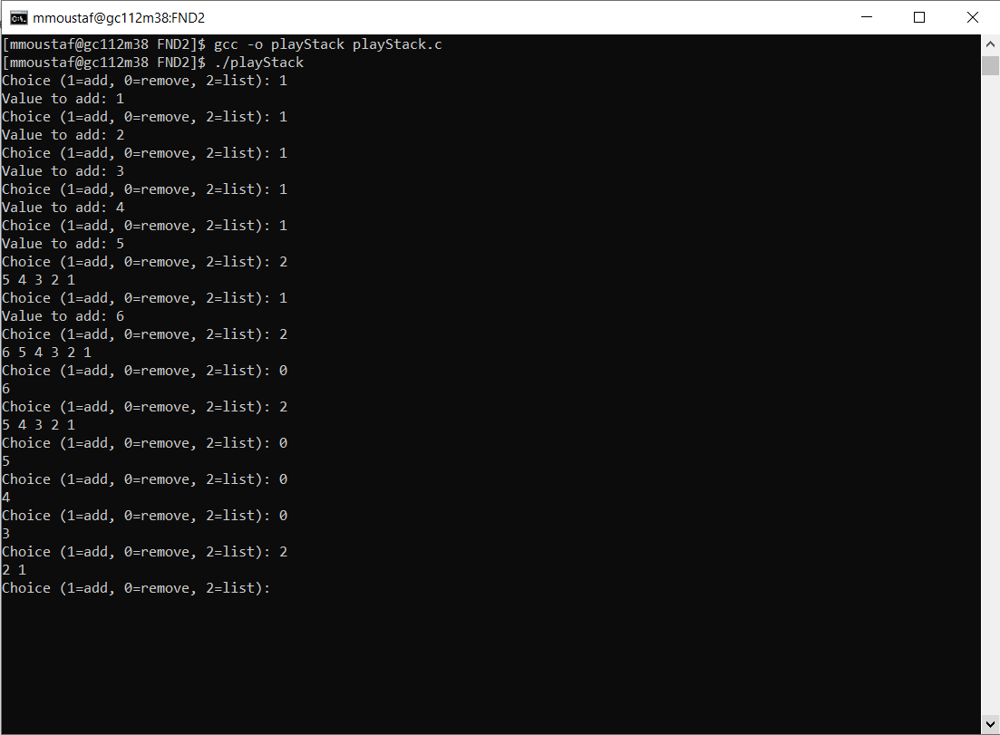 mmoustaf@gc112m38:FND2
[mmoustaf@gc112m38 FND2]$ gcc -o playStack playStack.c
[mmoustaf@gc112m38 FND2]$ ./playStack
Choice (1=add, 0=remove, 2=list): 1
Value to add: 1
Choice (1=add, 0=remove, 2=list): 1
Value to add: 2
Choice (1=add, 0=remove, 2=list): 1
Value to add: 3
Choice (1=add, 0=remove, 2=list): 1
Value to add: 4
Choice (1=add, 0=remove, 2=list): 1
Value to add: 5
Choice (1=add, 0=remove, 2=list): 2
5 4 3 2 1
Choice (1=add, 0=remove, 2=list): 1
Value to add: 6
Choice (1=add, 0=remove, 2=list): 2
6 5 4 3 2 1
Choice (1=add, 0=remove, 2=list): 0
6
Choice (1=add, 0=remove, 2=list): 2
5 4 3 2 1
Choice (1=add, 0=remove, 2=list): 0
5
Choice (1=add, 0=remove, 2=list): 0
4
Choice (1=add, 0=remove, 2=list): 0
3
Choice (1=add, 0=remove, 2=list): 2
2 1
Choice (1=add, 0=remove, 2=list):